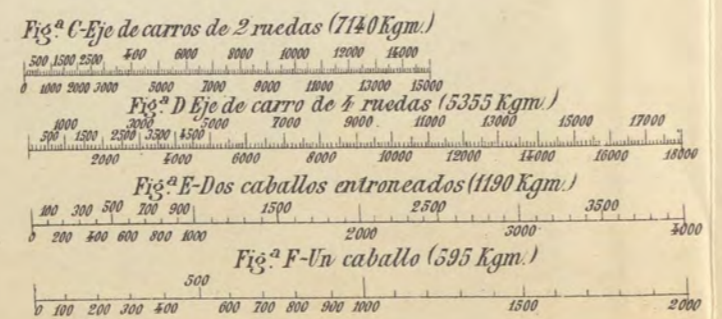 Fig.ª C-Eje de carros de 2 ruedas (7140 Kgm.)
500 1500 2500 400 6000 8000 10000 12000 14000
0 1000 2000 3000 5000 7000 9000 11000 13000 15000
Fig.ª D Eje de carro de 4 ruedas (5355 Kgm.)
1000 3000 5000 7000 9000 11000 13000 15000 17000
500 1500 2500 3500 4500
2000 4000 6000 8000 10000 12000 14000 16000 18000
Fig.ª E-Dos caballos entroneados (1190 Kgm.)
100 300 500 700 900 1500 2500 3500
0 200 400 600 800 1000 2000 3000 4000
Fig.ª F-Un caballo (595 Kgm.)
500
0 100 200 300 400 600 700 800 900 1000 1500 2000